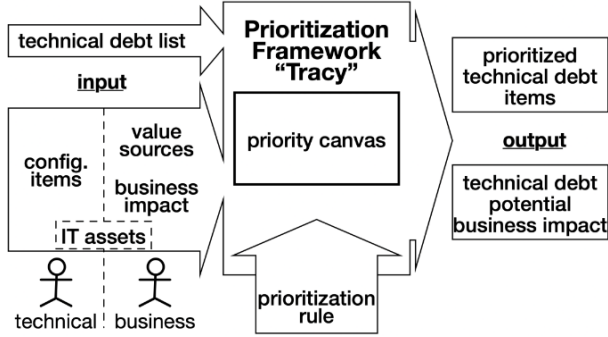 technical debt list
input
config.
items
value
sources
business
impact
IT assets
technical
business
Prioritization
Framework
“Tracy”
priority canvas
prioritization
rule
prioritized
technical debt
items
output
technical debt
potential
business impact